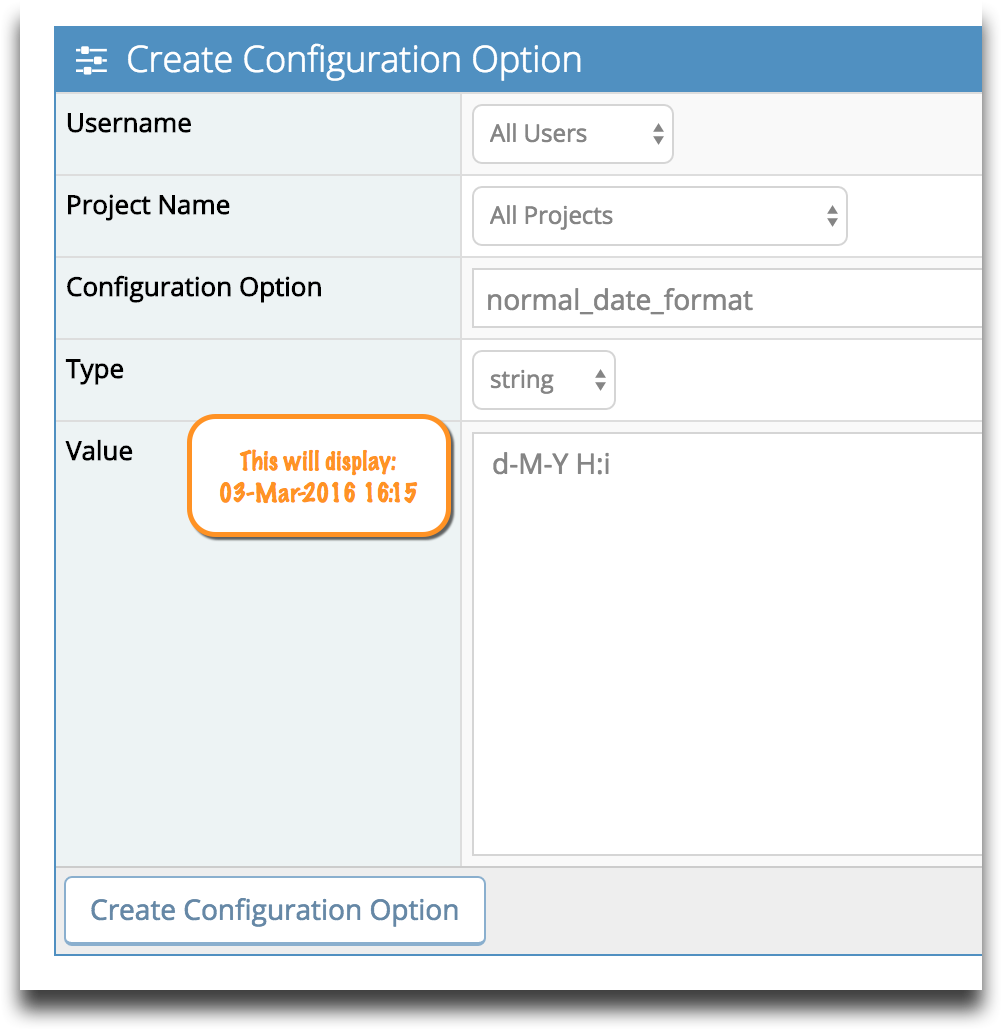 Create Configuration Option
Username
All Users
Project Name
All Projects
Configuration Option
normal_date_format
Type
string
Value
This will display:
03-Mar-2016 16:15
d-M-Y H:i
Create Configuration Option